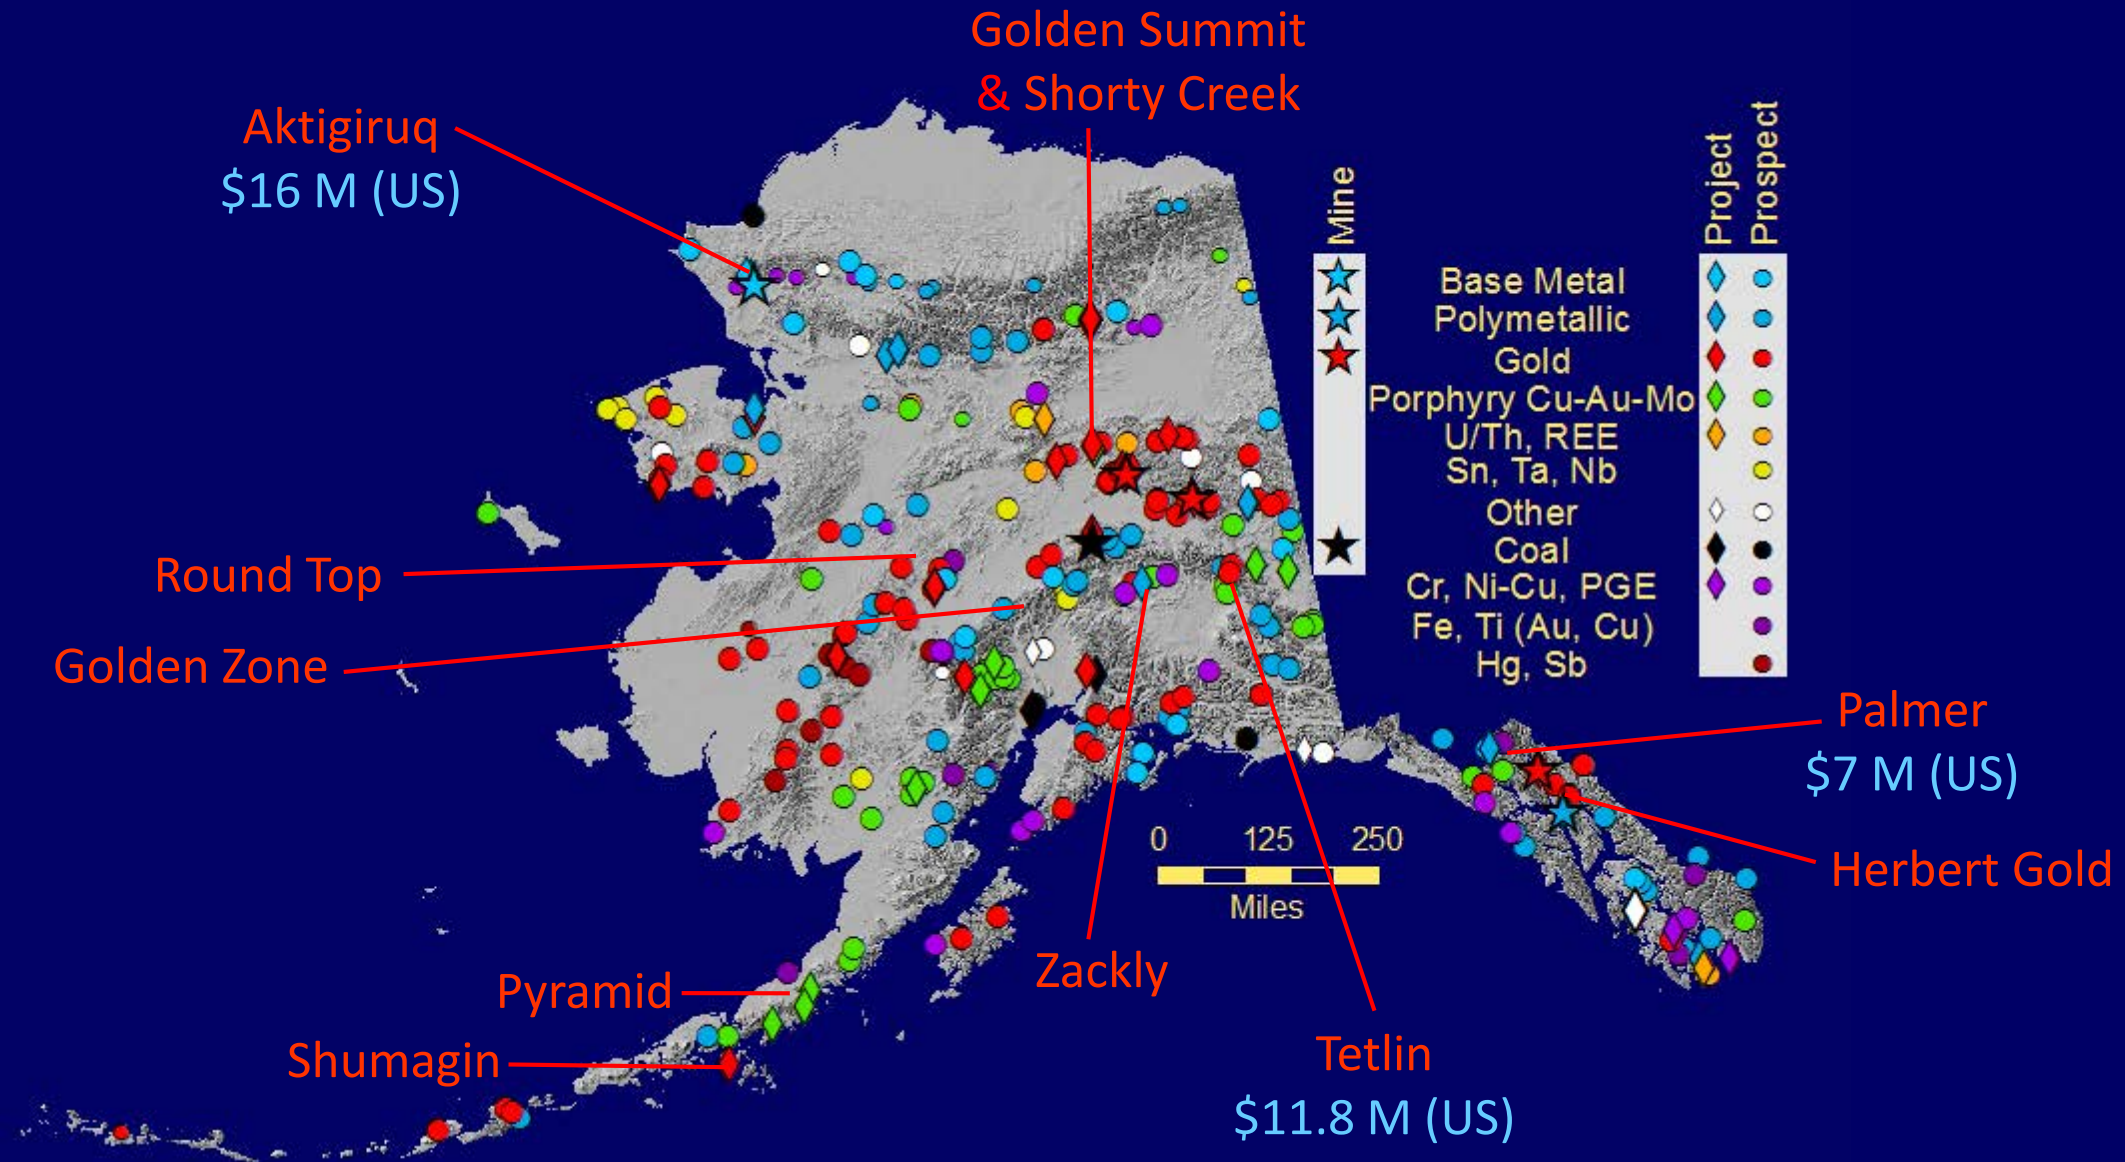 Golden Summit
& Shorty Creek
Aktigiruq
$16 M (US)
Mine
Project
Prospect
Base Metal
Polymetallic
Gold
Porphyry Cu-Au-Mo
U/Th, REE
Sn, Ta, Nb
Other
Coal
Cr, Ni-Cu, PGE
Fe, Ti (Au, Cu)
Hg, Sb
Round Top
Golden Zone
Palmer
$7 M (US)
0 125 250
Miles
Herbert Gold
Zackly
Pyramid
Shumagin
Tetlin
$11.8 M (US)